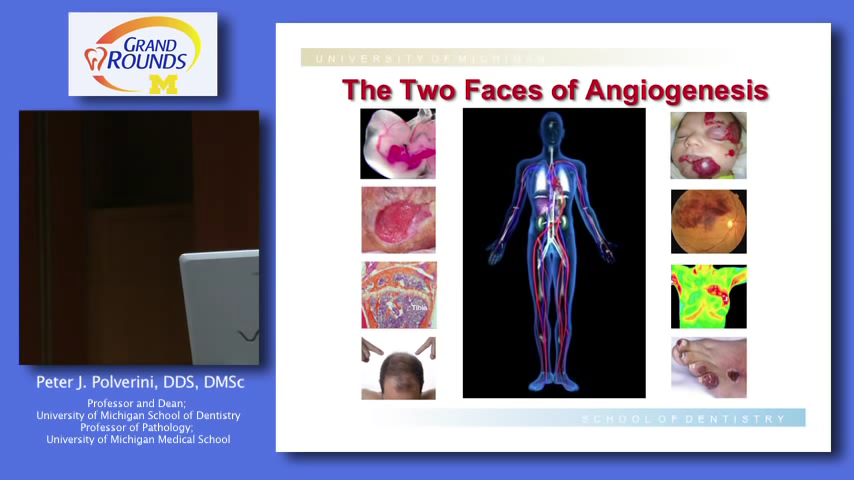 GRAND
ROUNDS
M
UNIVERSITY OF MICHIGAN
The Two Faces of Angiogenesis
Tibia
SCHOOL OF DENTISTRY
Peter J. Polverini, DDS, DMSc
Professor and Dean;
University of Michigan School of Dentistry
Professor of Pathology;
University of Michigan Medical School